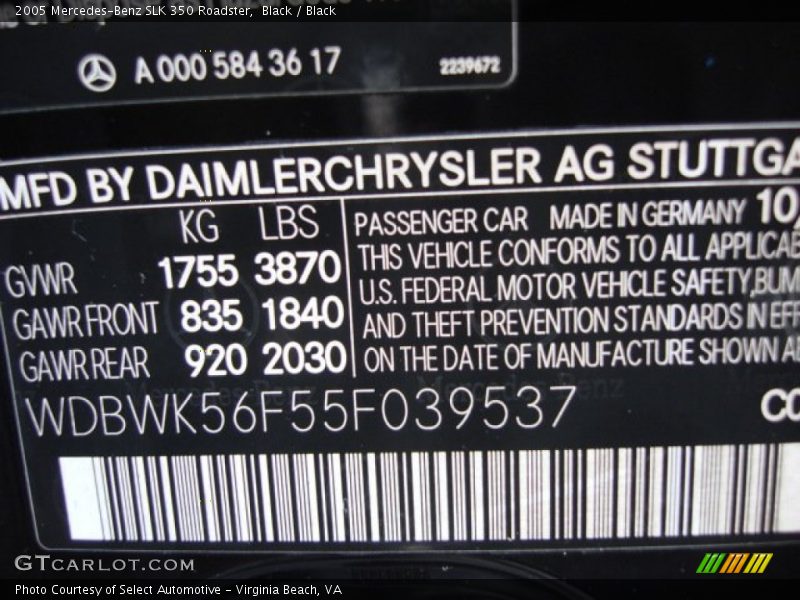 2005 Mercedes-Benz SLK 350 Roadster, Black / Black
A 000 584 36 17
2239672
MFD BY DAIMLERCHRYSLER AG STUTTGA
KG LBS
GVWR 1755 3870
GAWR FRONT 835 1840
GAWR REAR 920 2030
PASSENGER CAR MADE IN GERMANY 10
THIS VEHICLE CONFORMS TO ALL APPLICAB
U.S. FEDERAL MOTOR VEHICLE SAFETY, BUM
AND THEFT PREVENTION STANDARDS IN EFF
ON THE DATE OF MANUFACTURE SHOWN A
WDBWK56F55F039537
CO
GTCARLOT.COM
Photo Courtesy of Select Automotive - Virginia Beach, VA